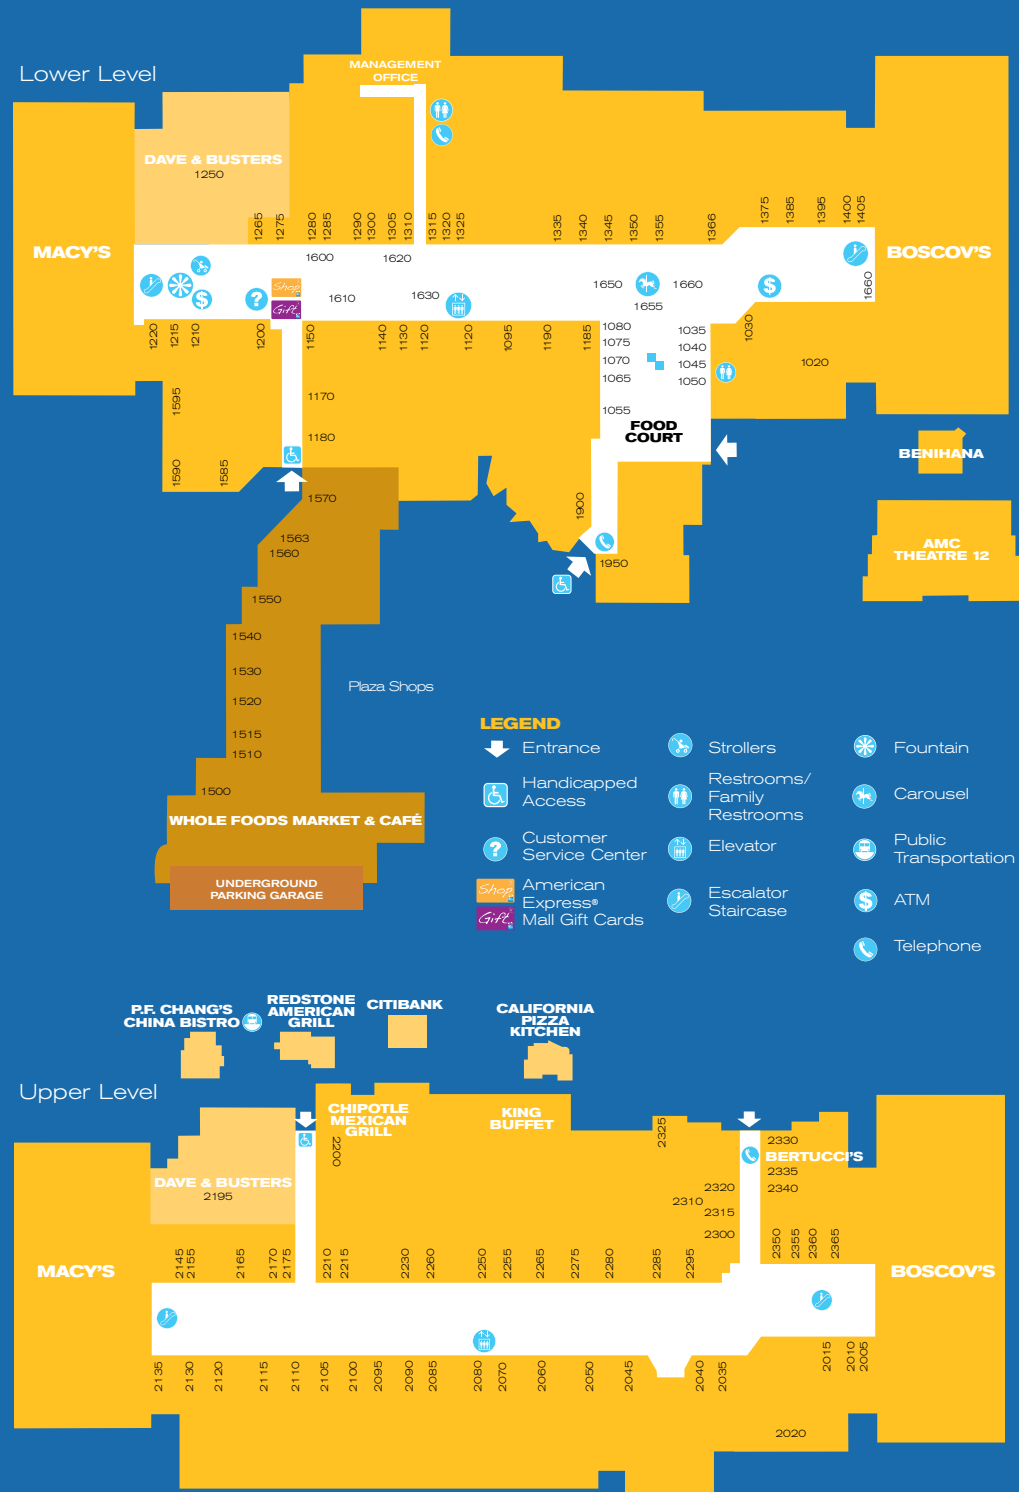 Lower Level
MANAGEMENT
OFFICE
DAVE & BUSTERS
1250
MACY'S
BOSCOV'S
1265
1275
1280
1285
1290
1300
1305
1310
1315
1320
1325
1335
1340
1345
1350
1355
1366
1375
1385
1395
1400
1405
1600
1620
1610
1630
1650
1655
1660
1660
Shop
Gift
1220
1215
1210
1200
1150
1140
1130
1120
1120
1095
1190
1185
1080
1075
1070
1065
1055
1035
1040
1045
1050
1030
1020
FOOD
COURT
1595
1590
1585
1170
1180
1900
1950
BENIHANA
AMC
THEATRE 12
1570
1563
1560
1550
1540
1530
1520
1515
1510
1500
Plaza Shops
WHOLE FOODS MARKET & CAFÉ
UNDERGROUND
PARKING GARAGE
LEGEND
Entrance
Handicapped
Access
Customer
Service Center
Shop
Gift
American
Express®
Mall Gift Cards
Strollers
Restrooms/
Family
Restrooms
Elevator
Escalator
Staircase
Fountain
Carousel
Public
Transportation
ATM
Telephone
P.F. CHANG'S
CHINA BISTRO
REDSTONE
AMERICAN
GRILL
CITIBANK
CALIFORNIA
PIZZA
KITCHEN
Upper Level
CHIPOTLE
MEXICAN
GRILL
2200
KING
BUFFET
2325
2330
BERTUCCI'S
2335
2340
2320
2310
2315
2300
DAVE & BUSTERS
2195
MACY'S
BOSCOV'S
2145
2155
2165
2170
2175
2210
2215
2230
2260
2250
2255
2265
2275
2280
2285
2295
2350
2355
2360
2365
2135
2130
2120
2115
2110
2105
2100
2095
2090
2085
2080
2070
2060
2050
2045
2040
2035
2015
2010
2005
2020